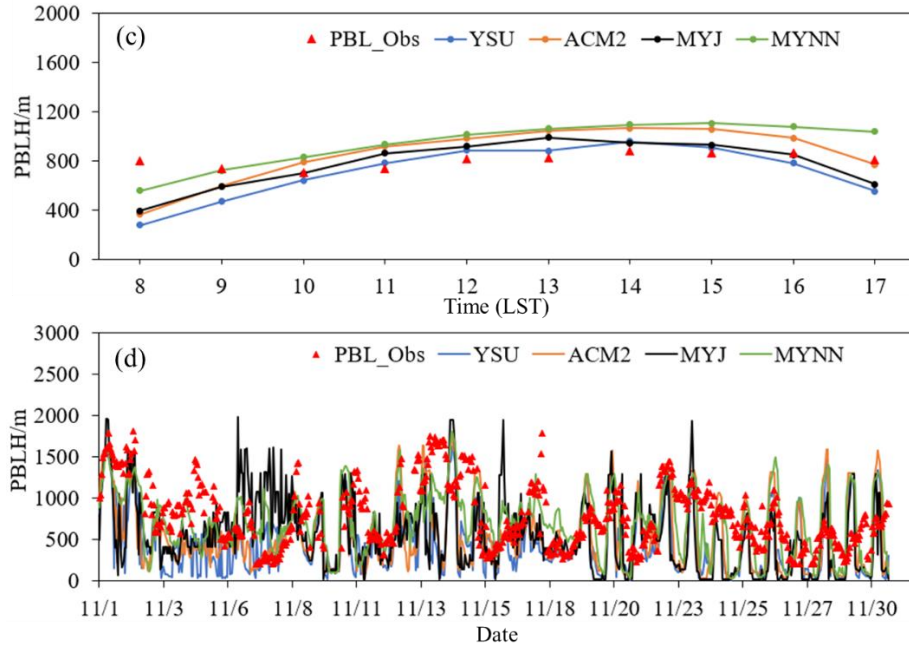 2000
(c)
PBL_Obs YSU ACM2 MYJ MYNN
1600
1200
800
400
0
PBLH/m
8 9 10 11 12 13 14 15 16 17
Time (LST)
3000
(d)
PBL_Obs YSU ACM2 MYJ MYNN
2500
2000
1500
1000
500
0
PBLH/m
11/1 11/3 11/6 11/8 11/11 11/13 11/15 11/18 11/20 11/23 11/25 11/27 11/30
Date